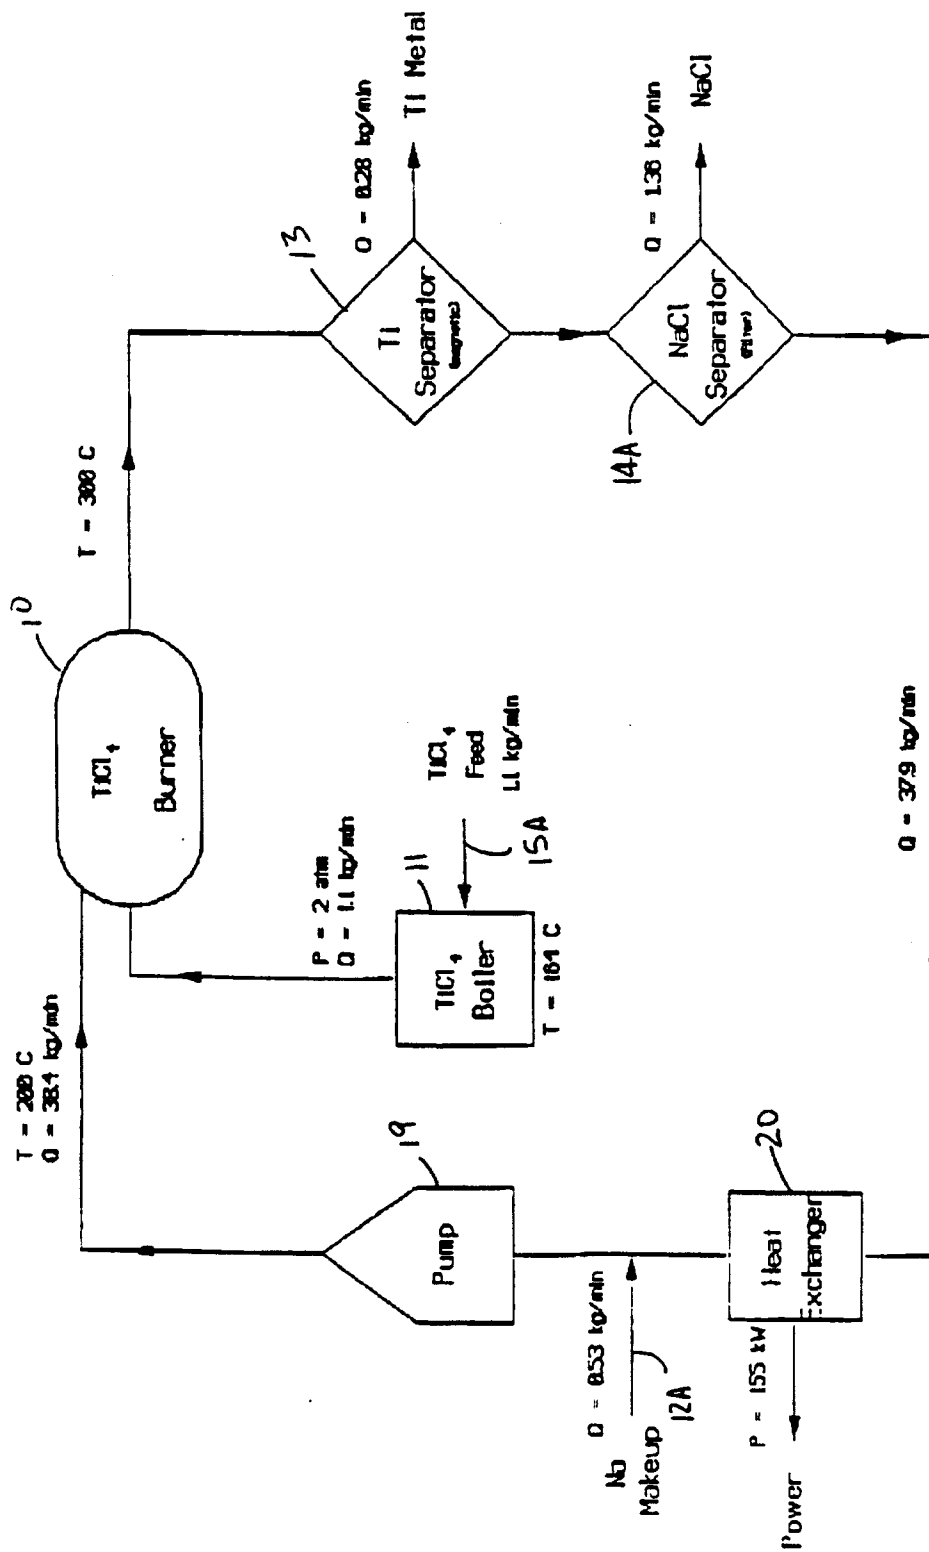 T = 200 C
Q = 38.4 kg/min
10
TiCl4
Burner
T = 300 C
13
Ti
Separator
(magnetic)
Q = 0.28 kg/min
Ti Metal
14A
NaCl
Separator
(Filter)
Q = 1.36 kg/min
NaCl
P = 2 atm
Q = 1.1 kg/min
11
TiCl4
Boiler
T = 164 C
TiCl4
Feed
1.1 kg/min
15A
19
Pump
Q = 0.53 kg/min
Na
Makeup
12A
20
Heat
Exchanger
P = 155 kW
Power
Q = 37.9 kg/min